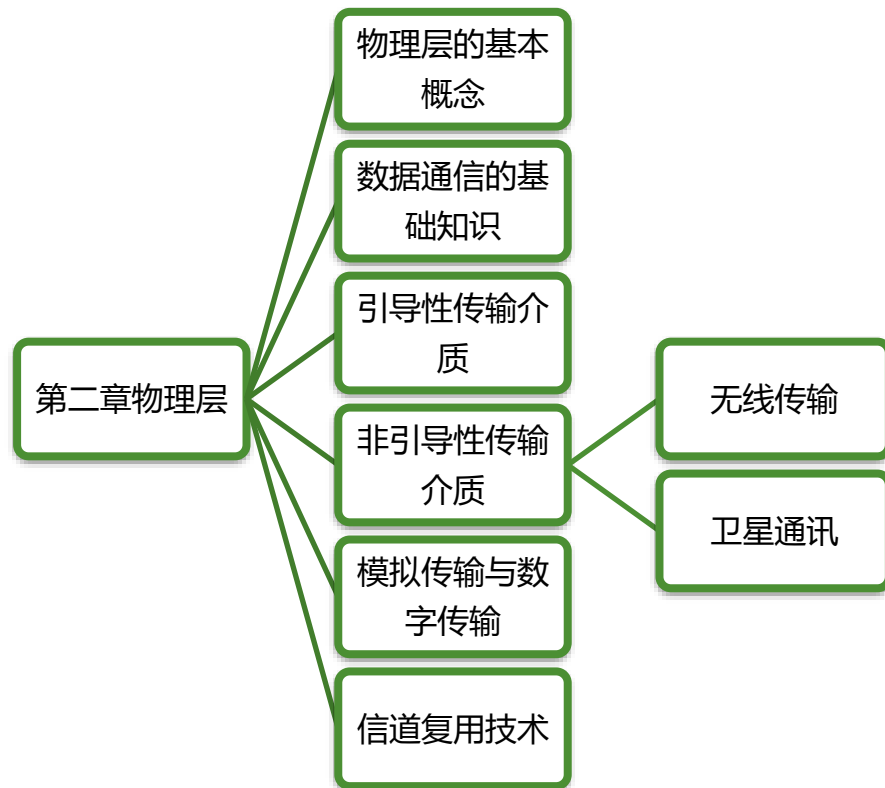 物理层的基本
概念
数据通信的基
础知识
引导性传输介
质
第二章物理层
非引导性传输
介质
无线传输
卫星通讯
模拟传输与数
字传输
信道复用技术